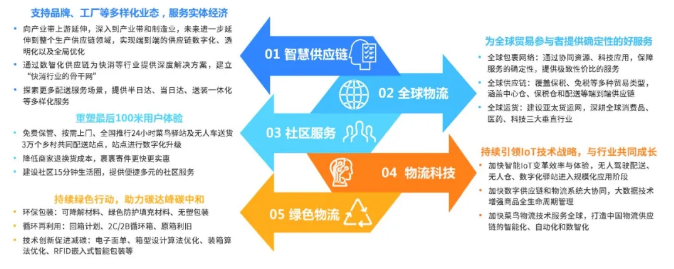 支持品牌、工厂等多样化业态，服务实体经济
向产业带上游延伸，深入到产业带和制造业，未来进一步延
伸到整个生产供应链领域，实现端到端的供应链数字化、透
明化以及全局优化
通过数智化供应链为快消等行业提供深度解决方案，建立
“快消行业的骨干网”
探索更多配送服务场景，提供半日达、当日达、送装一体化
等多样化服务
01 智慧供应链
为全球贸易参与者提供确定性的好服务
全球包裹网络：通过协同资源、科技应用，保障
服务的确定性，提供极致性价比的服务
全球供应链：覆盖保税、免税等多种贸易类型，
涵盖中心仓、保税仓和配送等端到端供应链
全球运货：建设亚太货运网，深耕全球消费品、
医药、科技三大垂直行业
02 全球物流
重塑最后100米用户体验
免费保管、按需上门、全国推行24小时菜鸟驿站及无人车送货
3万个乡村共同配送站点，站点进行数字化升级
降低商家退换货成本，裹裹寄件更快更实惠
建设社区15分钟生活圈，提供便捷多元的社区服务
03 社区服务
持续引领IoT技术战略，与行业共同成长
加快智能IoT变革效率与体验，无人驾驶配送、
无人仓、数字化驿站进入规模化应用阶段
加快数字供应链和物流系统大协同，大数据技术
增强商品全生命周期管理
加快菜鸟物流技术服务全球，打造中国物流供应
链的智能化、自动化和数智化
04 物流科技
持续绿色行动，助力碳达峰碳中和
环保包装：可降解材料、绿色防护填充材料、无塑包装
循环再利用：回箱计划、2C/2B循环箱、原箱利旧
技术创新促进减碳：电子面单、箱型设计算法优化、装箱算
法优化、RFID嵌入式智能包装等
05 绿色物流